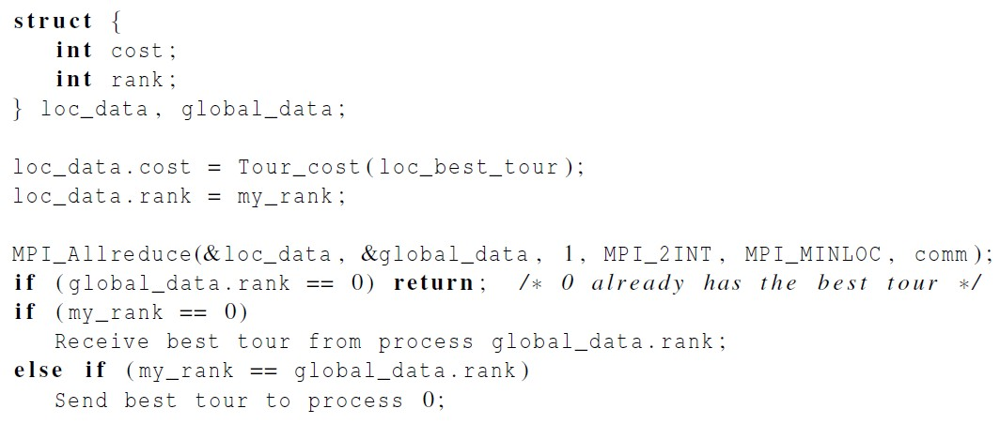 struct {
   int cost;
   int rank;
} loc_data, global_data;

loc_data.cost = Tour_cost(loc_best_tour);
loc_data.rank = my_rank;

MPI_Allreduce(&loc_data, &global_data, 1, MPI_2INT, MPI_MINLOC, comm);
if (global_data.rank == 0) return;  /* 0 already has the best tour */
if (my_rank == 0)
   Receive best tour from process global_data.rank;
else if (my_rank == global_data.rank)
   Send best tour to process 0;